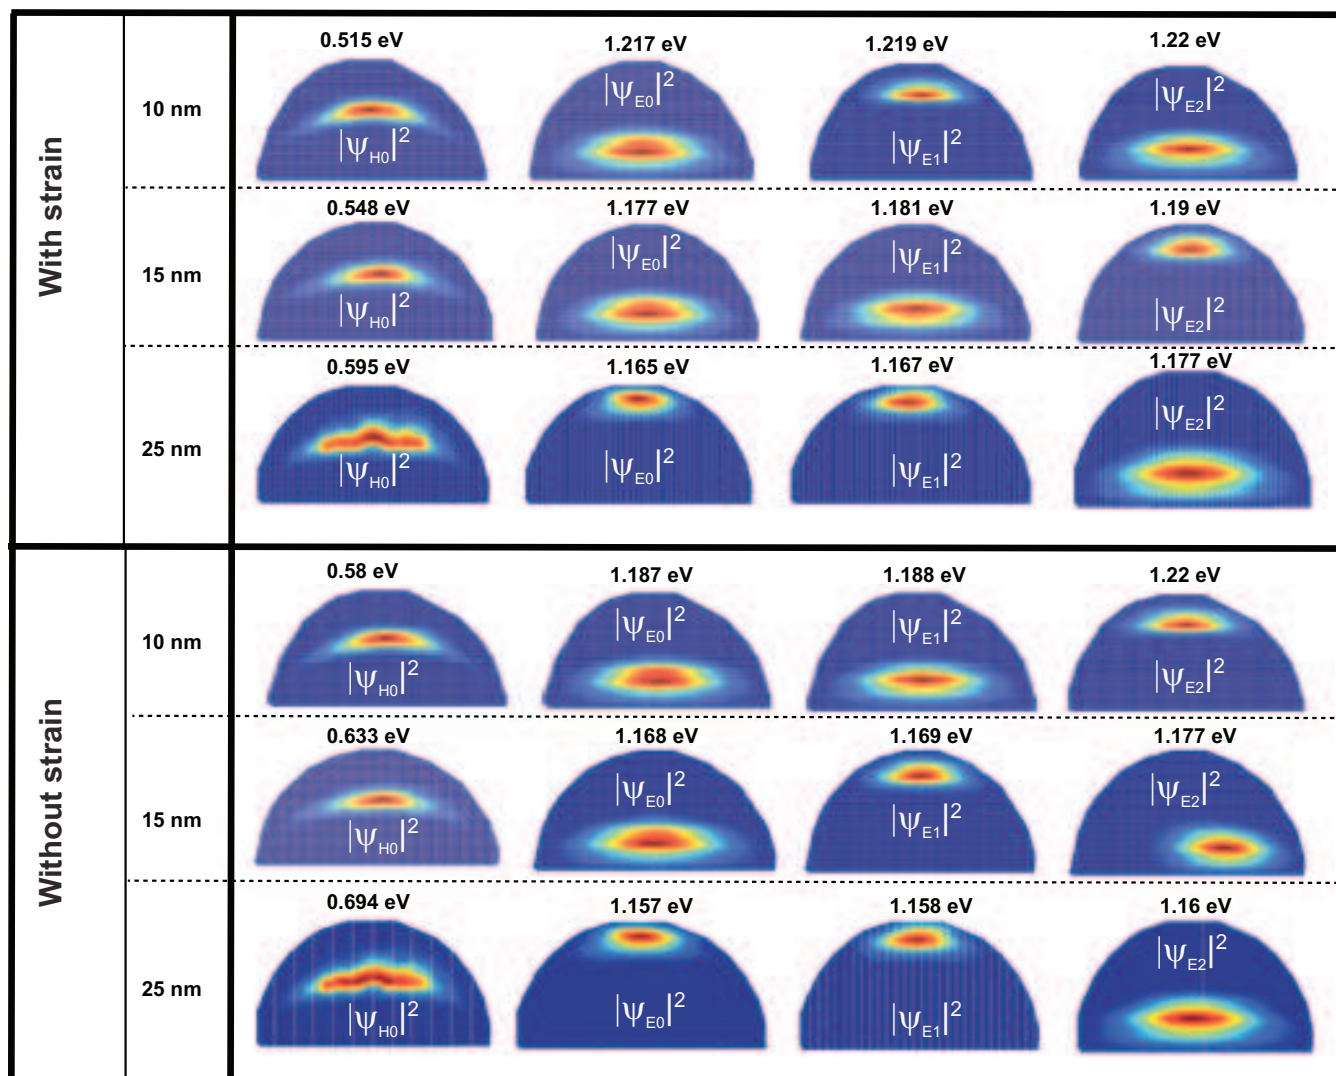 With strain
10 nm
0.515 eV
1.217 eV
1.219 eV
1.22 eV
|ψH0|²
|ψE0|²
|ψE1|²
|ψE2|²
15 nm
0.548 eV
1.177 eV
1.181 eV
1.19 eV
|ψH0|²
|ψE0|²
|ψE1|²
|ψE2|²
25 nm
0.595 eV
1.165 eV
1.167 eV
1.177 eV
|ψH0|²
|ψE0|²
|ψE1|²
|ψE2|²
Without strain
10 nm
0.58 eV
1.187 eV
1.188 eV
1.22 eV
|ψH0|²
|ψE0|²
|ψE1|²
|ψE2|²
15 nm
0.633 eV
1.168 eV
1.169 eV
1.177 eV
|ψH0|²
|ψE0|²
|ψE1|²
|ψE2|²
25 nm
0.694 eV
1.157 eV
1.158 eV
1.16 eV
|ψH0|²
|ψE0|²
|ψE1|²
|ψE2|²